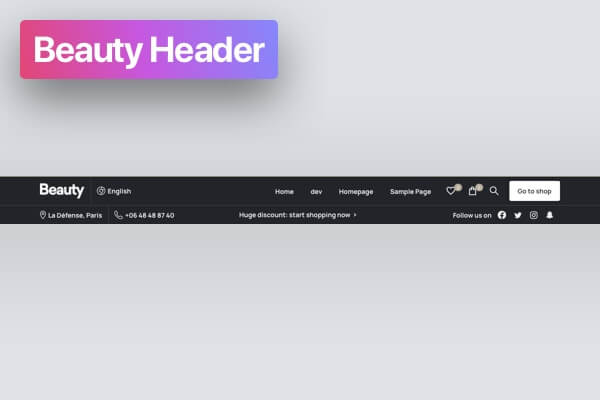 Beauty Header
Beauty English Home dev Homepage Sample Page Go to shop
La Défense, Paris +06 48 48 87 40 Huge discount: start shopping now Follow us on